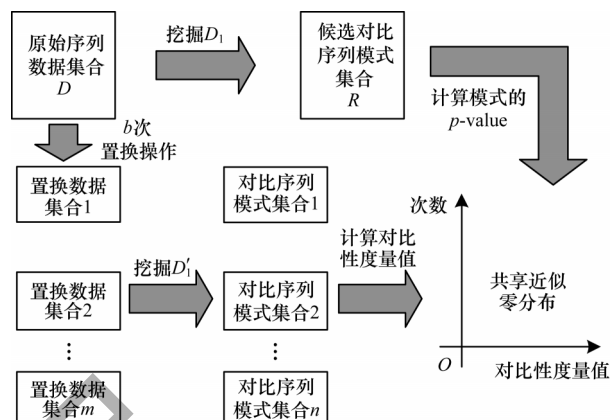 原始序列
数据集合
D
挖掘D₁
候选对比
序列模式
集合
R
计算模式的
p-value
b次
置换操作
置换数据
集合1
对比序列
模式集合1
置换数据
集合2
挖掘D₁′
对比序列
模式集合2
计算对比
性度量值
次数
共享近似
零分布
O
对比性度量值
⋮
⋮
置换数据
集合m
对比序列
模式集合n